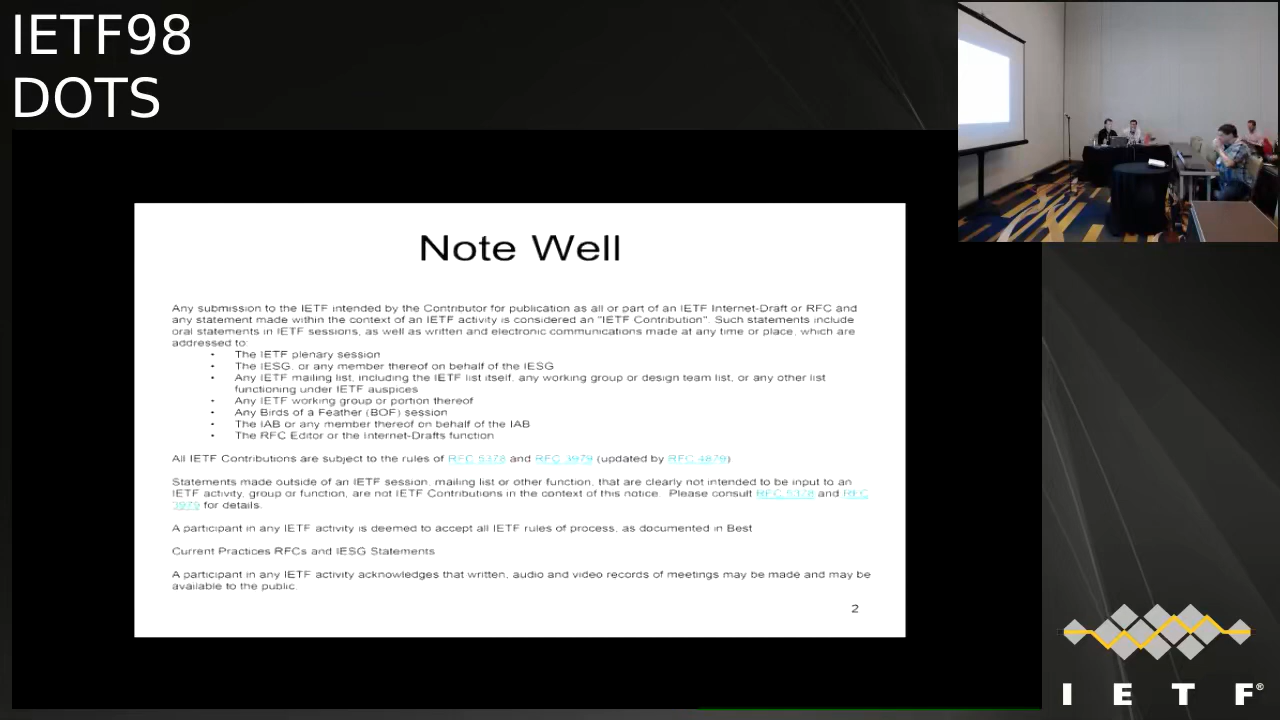 IETF98
DOTS
Note Well
Any submission to the IETF intended by the Contributor for publication as all or part of an IETF Internet-Draft or RFC and
any statement made within the context of an IETF activity is considered an "IETF Contribution". Such statements include
oral statements in IETF sessions, as well as written and electronic communications made at any time or place, which are
addressed to:
• The IETF plenary session
• The IESG, or any member thereof on behalf of the IESG
• Any IETF mailing list, including the IETF list itself, any working group or design team list, or any other list
functioning under IETF auspices
• Any IETF working group or portion thereof
• Any Birds of a Feather (BOF) session
• The IAB or any member thereof on behalf of the IAB
• The RFC Editor or the Internet-Drafts function
All IETF Contributions are subject to the rules of RFC 5378 and RFC 3979 (updated by RFC 4879)
Statements made outside of an IETF session, mailing list or other function, that are clearly not intended to be input to an
IETF activity, group or function, are not IETF Contributions in the context of this notice. Please consult RFC 5378 and RFC
3979 for details.
A participant in any IETF activity is deemed to accept all IETF rules of process, as documented in Best
Current Practices RFCs and IESG Statements
A participant in any IETF activity acknowledges that written, audio and video records of meetings may be made and may be
available to the public.
2
I E T F®